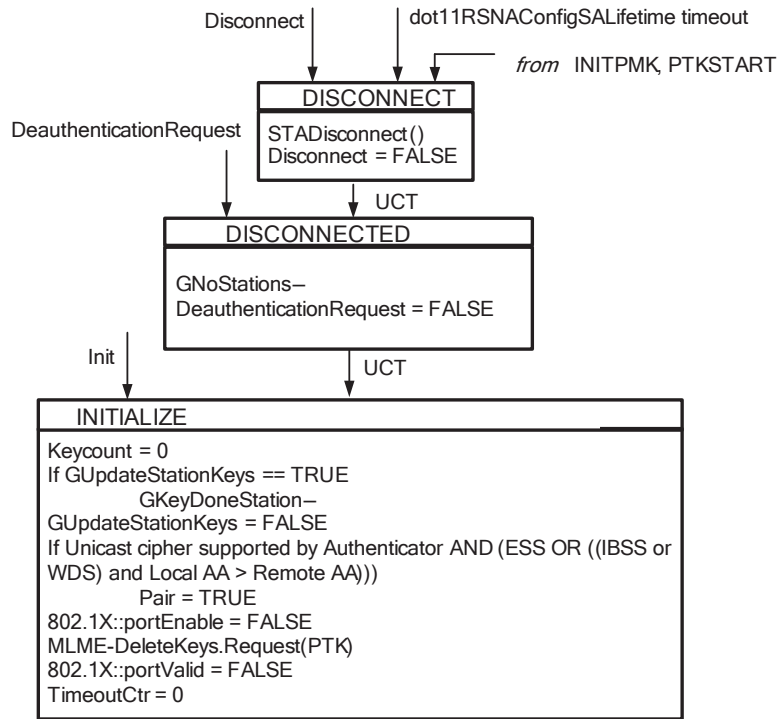 Disconnect
dot11RSNAConfigSALifetime timeout
from INITPMK, PTKSTART
DISCONNECT
DeauthenticationRequest
STADisconnect()
Disconnect = FALSE
UCT
DISCONNECTED
GNoStations–
DeauthenticationRequest = FALSE
Init
UCT
INITIALIZE
Keycount = 0
If GUpdateStationKeys == TRUE
GKeyDoneStation–
GUpdateStationKeys = FALSE
If Unicast cipher supported by Authenticator AND (ESS OR ((IBSS or
WDS) and Local AA > Remote AA)))
Pair = TRUE
802.1X::portEnable = FALSE
MLME-DeleteKeys.Request(PTK)
802.1X::portValid = FALSE
TimeoutCtr = 0